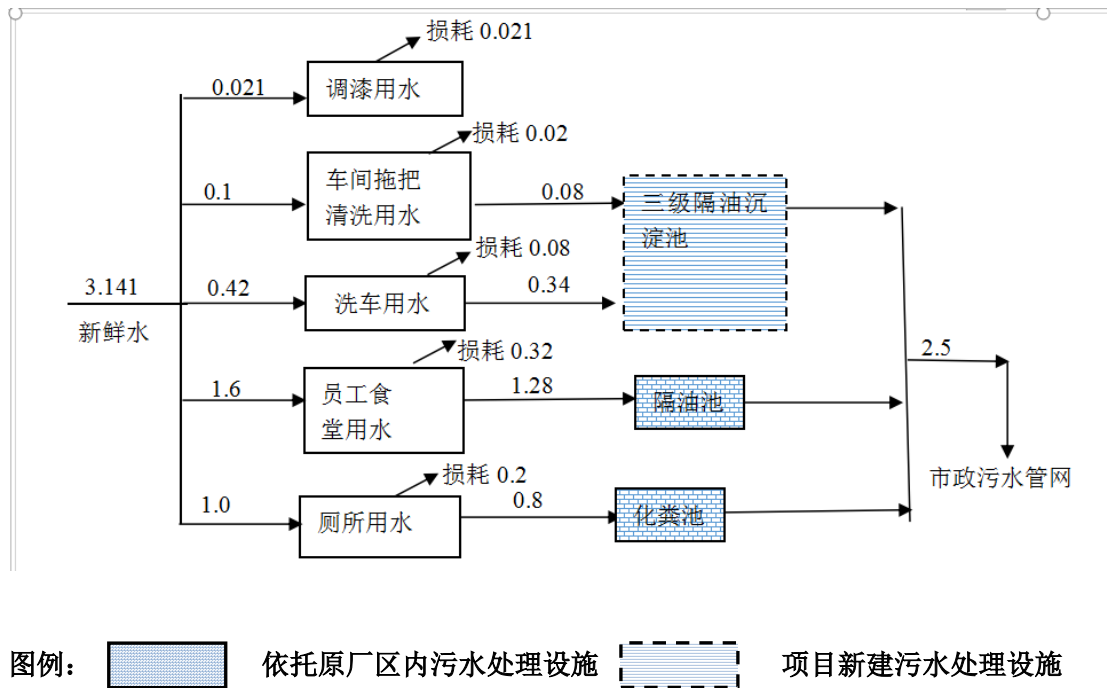 损耗 0.021
0.021
调漆用水
损耗 0.02
0.1
车间拖把
清洗用水
0.08
三级隔油沉
淀池
损耗 0.08
3.141
新鲜水
0.42
洗车用水
0.34
损耗 0.32
1.6
员工食
堂用水
1.28
隔油池
2.5
市政污水管网
损耗 0.2
1.0
厕所用水
0.8
化粪池
图例：
依托原厂区内污水处理设施
项目新建污水处理设施